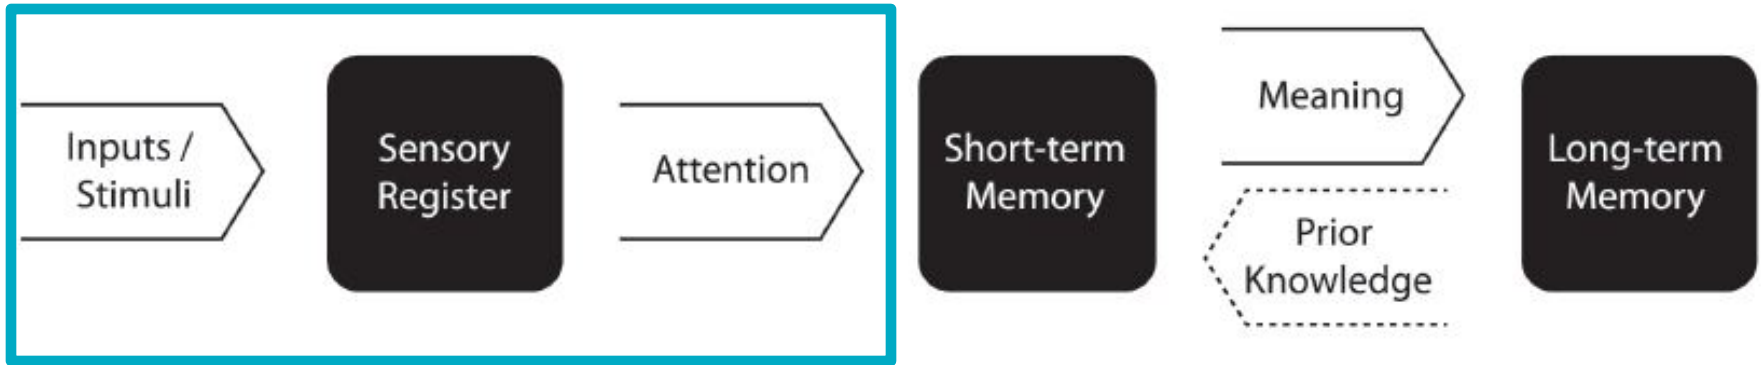 Inputs /
Stimuli
Sensory
Register
Attention
Short-term
Memory
Meaning
Prior
Knowledge
Long-term
Memory